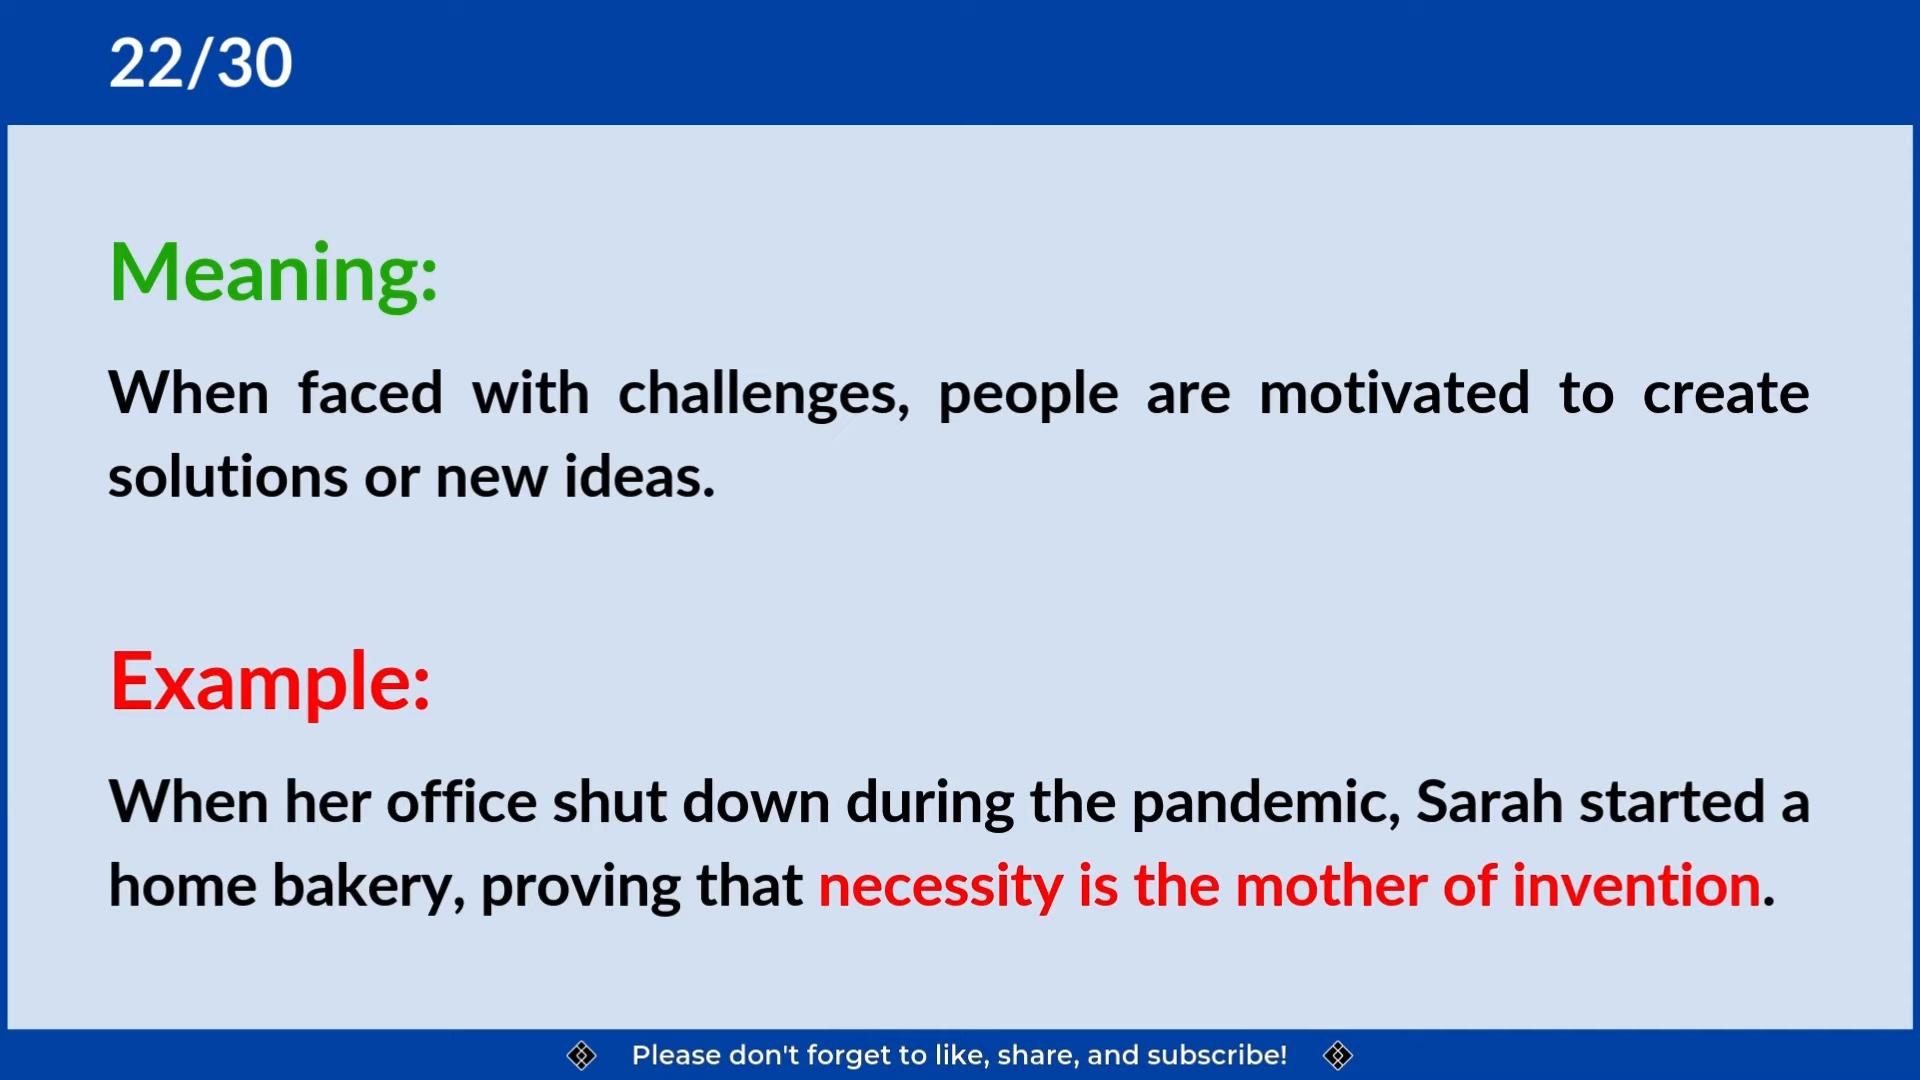 22/30
Meaning:
When faced with challenges, people are motivated to create
solutions or new ideas.
Example:
When her office shut down during the pandemic, Sarah started a
home bakery, proving that necessity is the mother of invention.
Please don't forget to like, share, and subscribe!